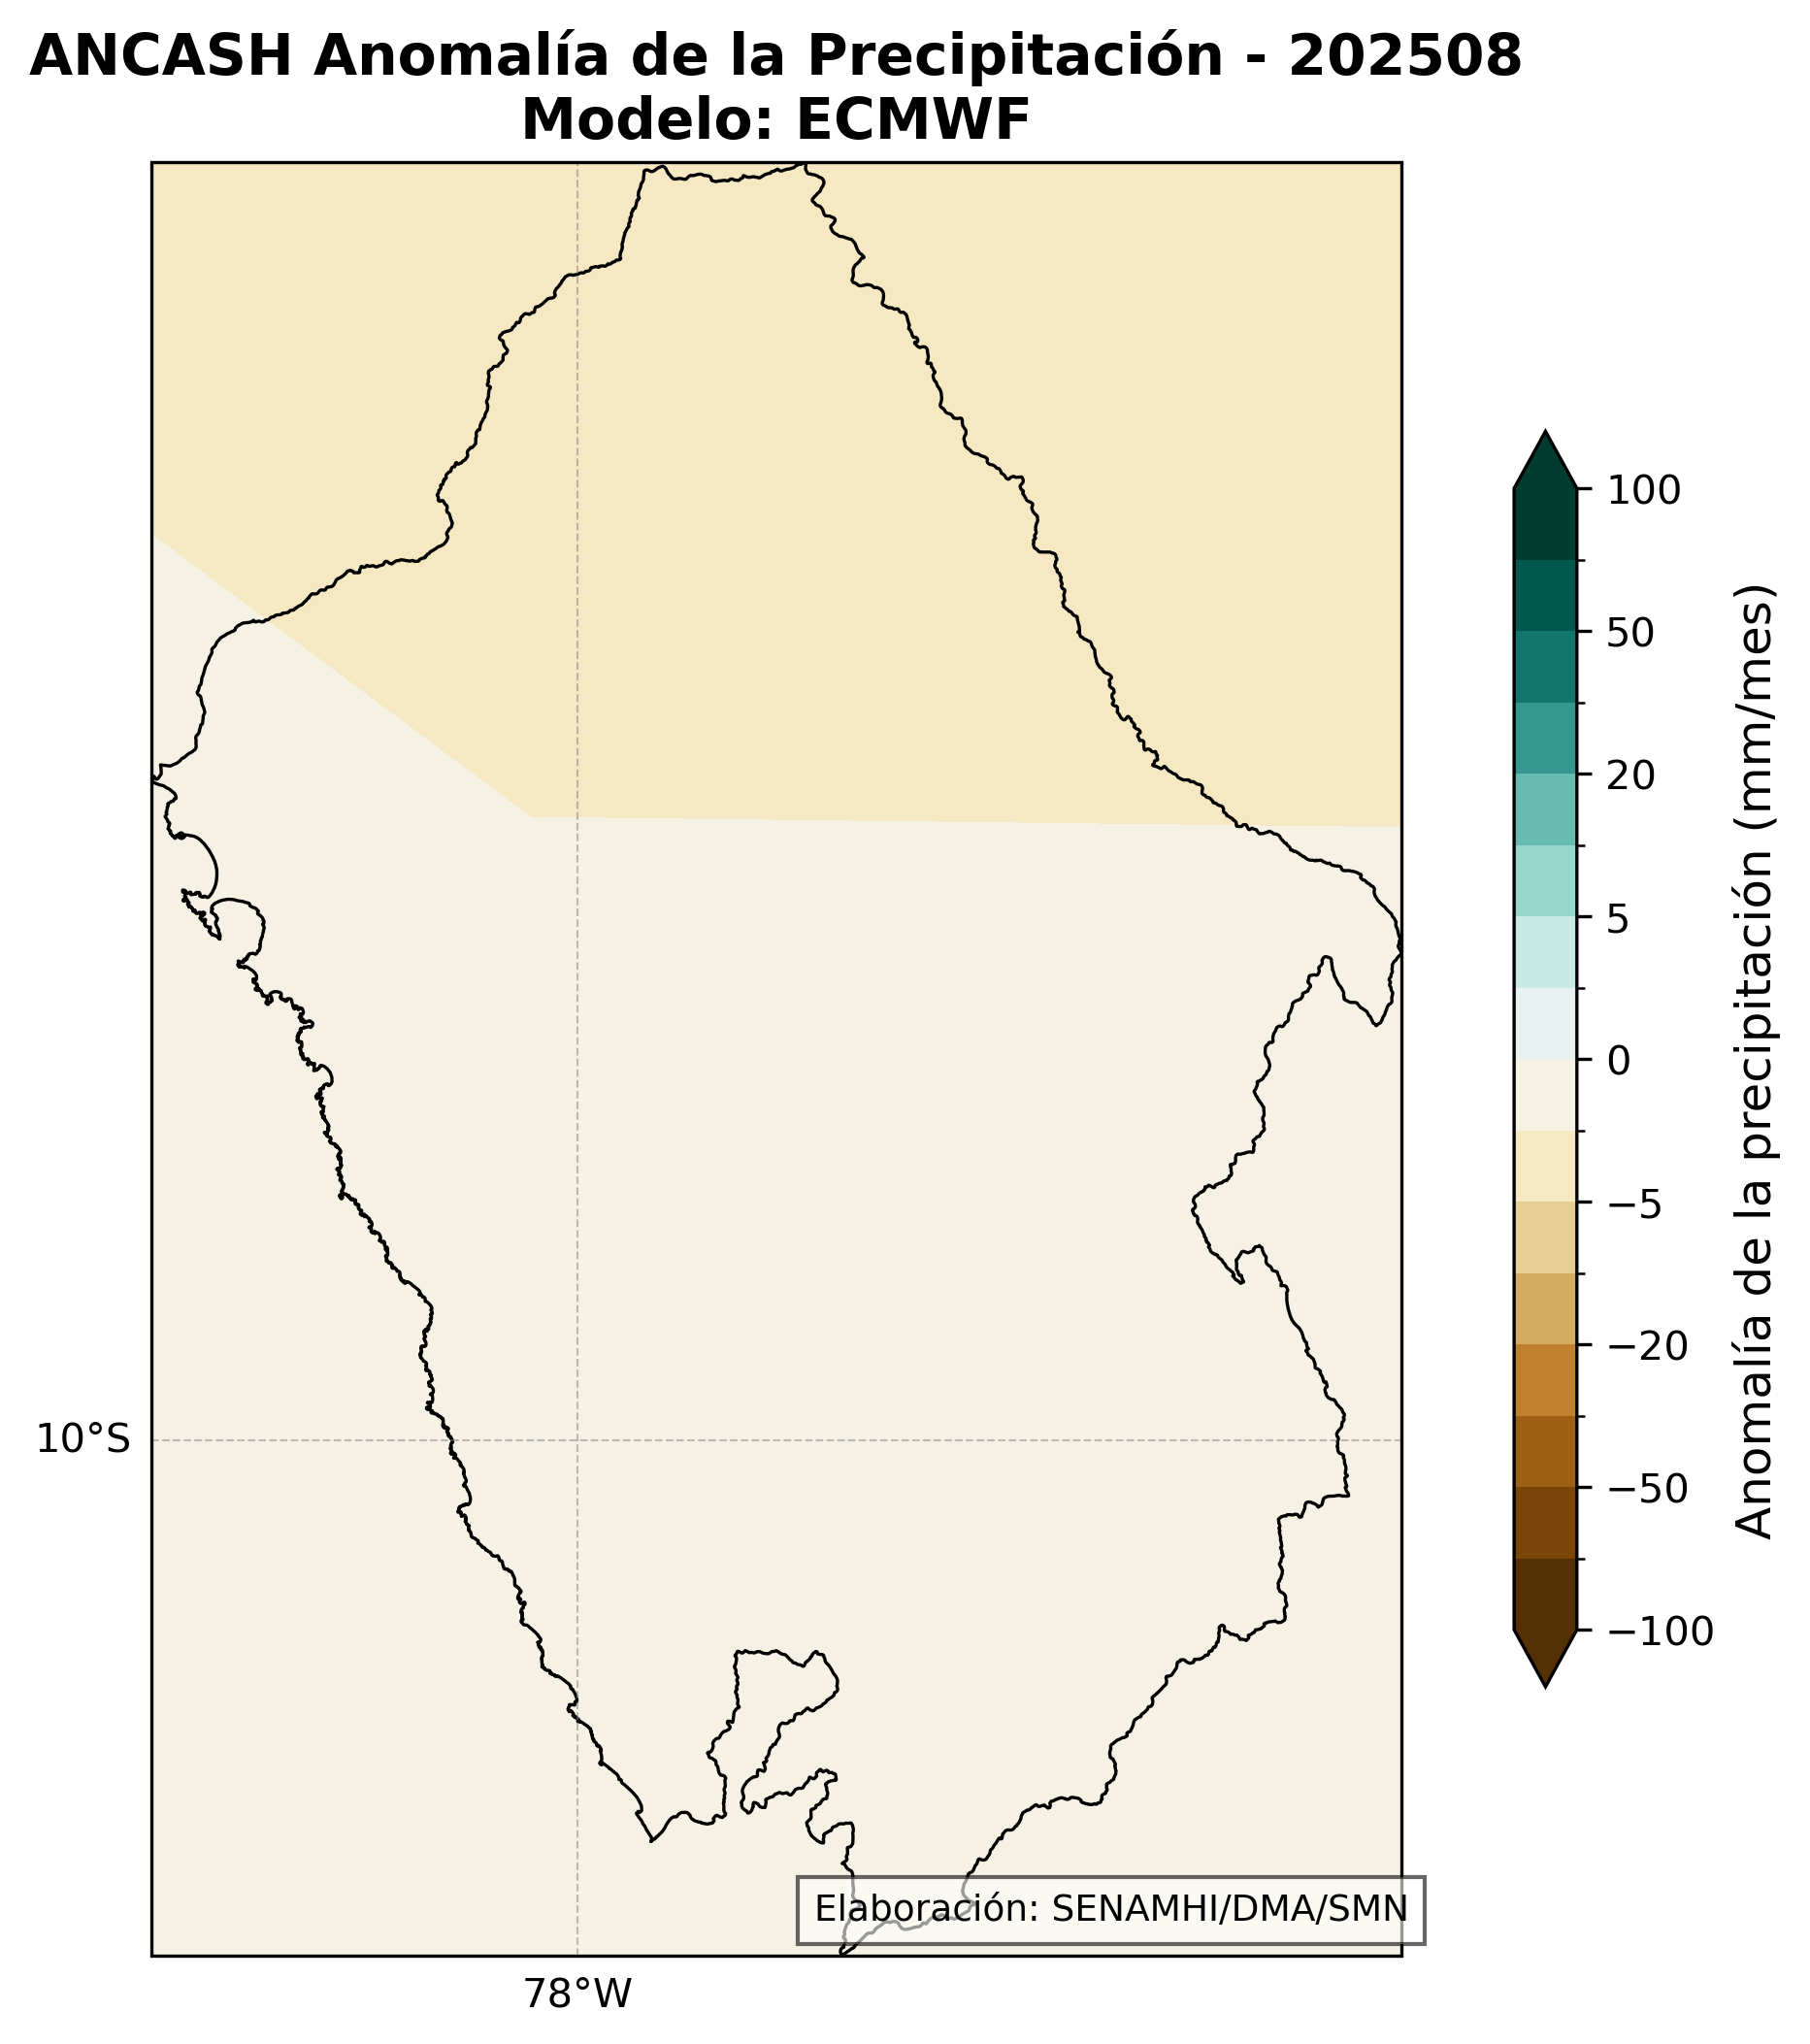 ANCASH Anomalía de la Precipitación - 202508
Modelo: ECMWF
100
50
20
5
0
−5
−20
−50
−100
Anomalía de la precipitación (mm/mes)
10°S
78°W
Elaboración: SENAMHI/DMA/SMN